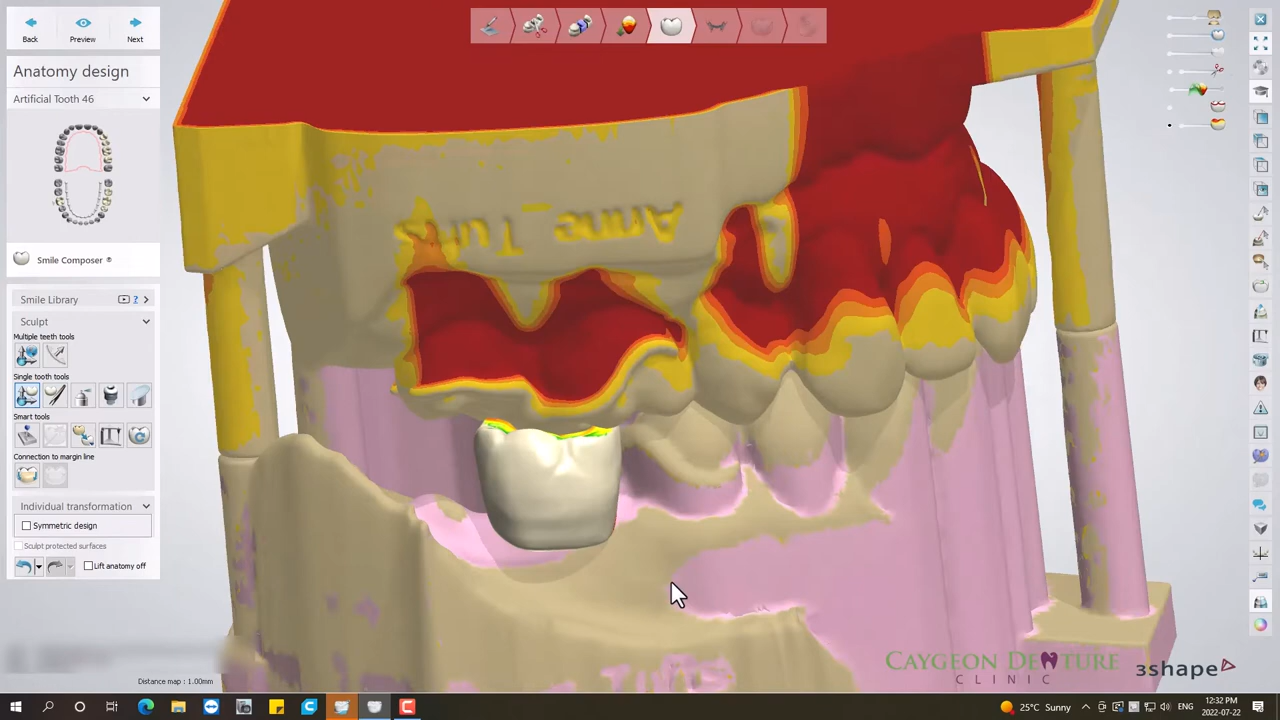 Back
Preview
Next
Anatomy design
Artificial Tooth 46
Smile Composer ®
Smile Library
?
Sculpt
Multiple teeth tools
Single tooth tools
Smart tools
Connection to margin line
Individual transformation
Symmetric design
Sculpt protected surfaces
Lift anatomy off
Distance map : 1.00mm
CAYGEON DENTURE
CLINIC
3shape
25°C Sunny
ENG
12:32 PM
2022-07-22